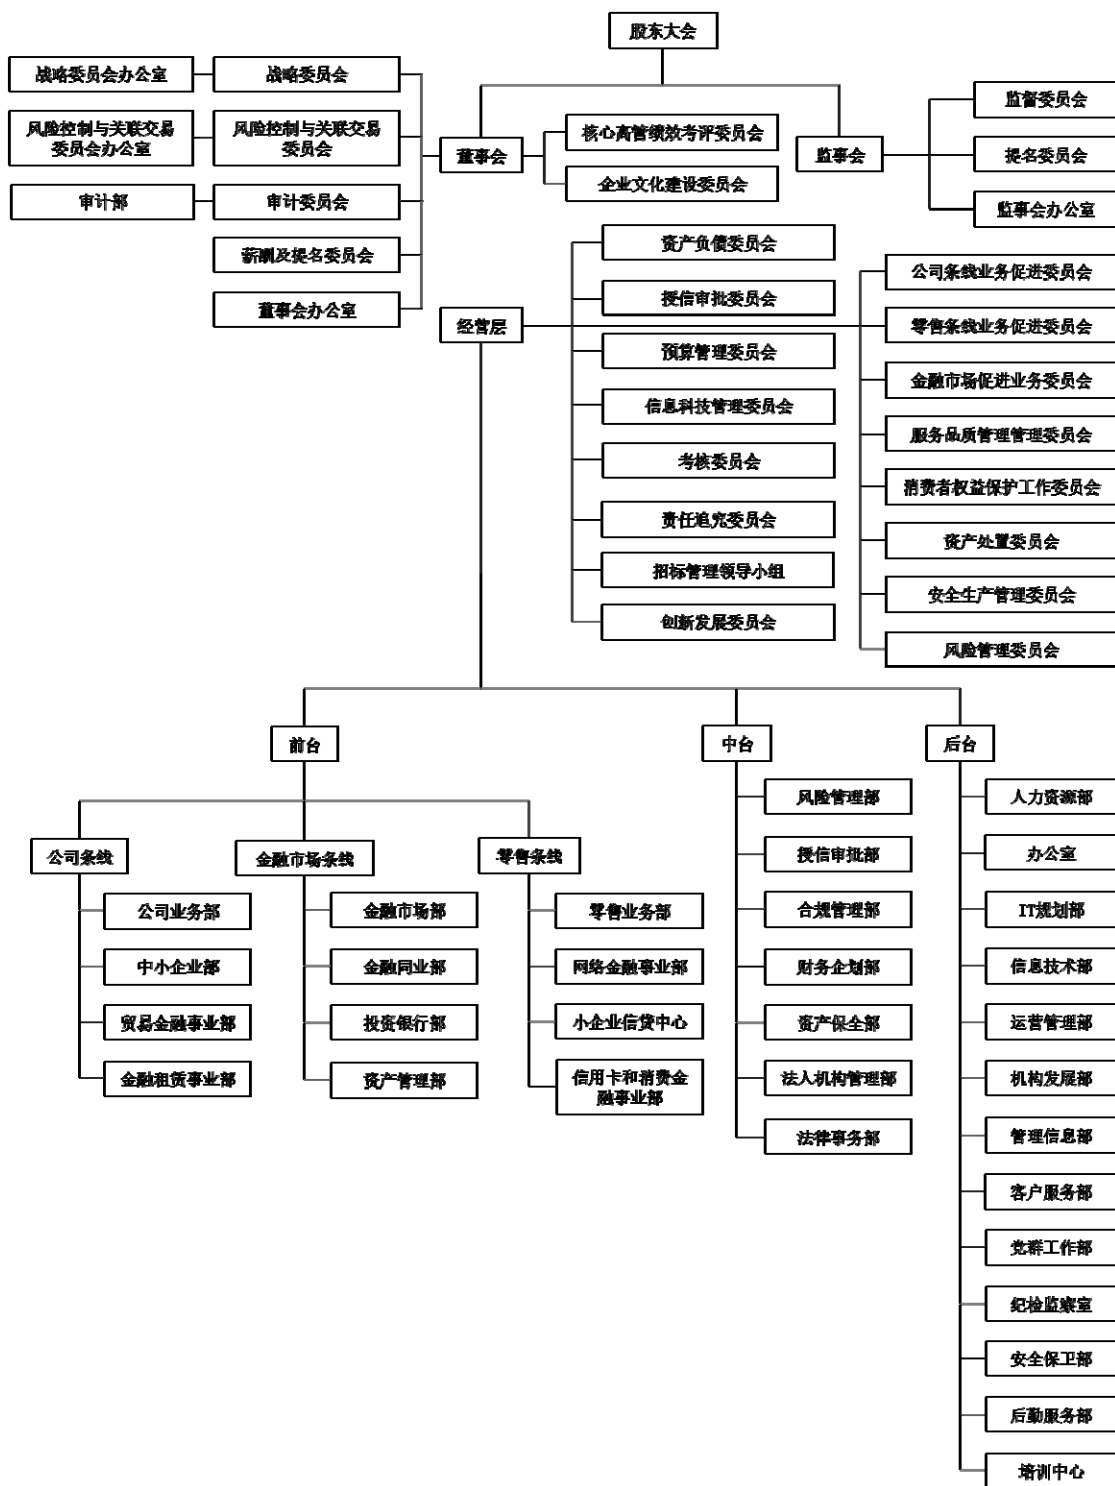 股东大会
战略委员会办公室
战略委员会
风险控制与关联交易
委员会办公室
风险控制与关联交易
委员会
审计部
审计委员会
薪酬及提名委员会
董事会办公室
董事会
核心高管绩效考评委员会
企业文化建设委员会
监事会
监督委员会
提名委员会
监事会办公室
经营层
资产负债委员会
授信审批委员会
预算管理委员会
信息科技管理委员会
考核委员会
责任追究委员会
招标管理领导小组
创新发展委员会
公司条线业务促进委员会
零售条线业务促进委员会
金融市场促进业务委员会
服务品质管理管理委员会
消费者权益保护工作委员会
资产处置委员会
安全生产管理委员会
风险管理委员会
前台
中台
后台
公司条线
金融市场条线
零售条线
公司业务部
中小企业部
贸易金融事业部
金融租赁事业部
金融市场部
金融同业部
投资银行部
资产管理部
零售业务部
网络金融事业部
小企业信贷中心
信用卡和消费金
融事业部
风险管理部
授信审批部
合规管理部
财务企划部
资产保全部
法人机构管理部
法律事务部
人力资源部
办公室
IT规划部
信息技术部
运营管理部
机构发展部
管理信息部
客户服务部
党群工作部
纪检监察室
安全保卫部
后勤服务部
培训中心